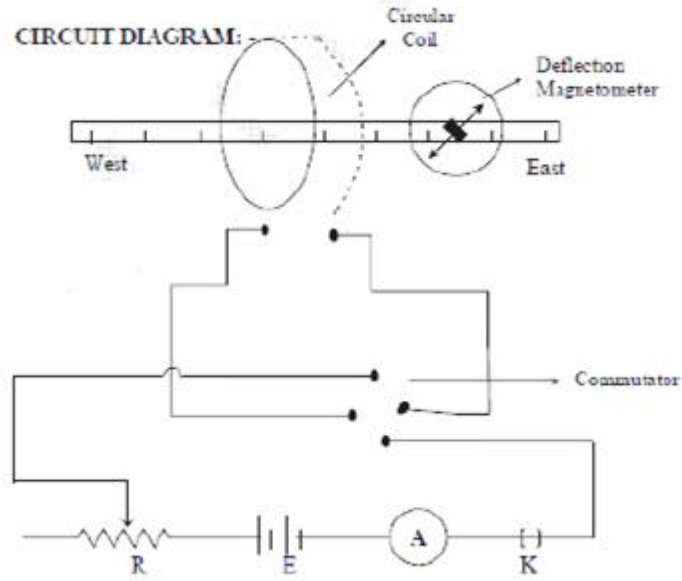 Circular
Coil
CIRCUIT DIAGRAM:
Deflection
Magnetometer
West
East
Commutator
A
R
E
K